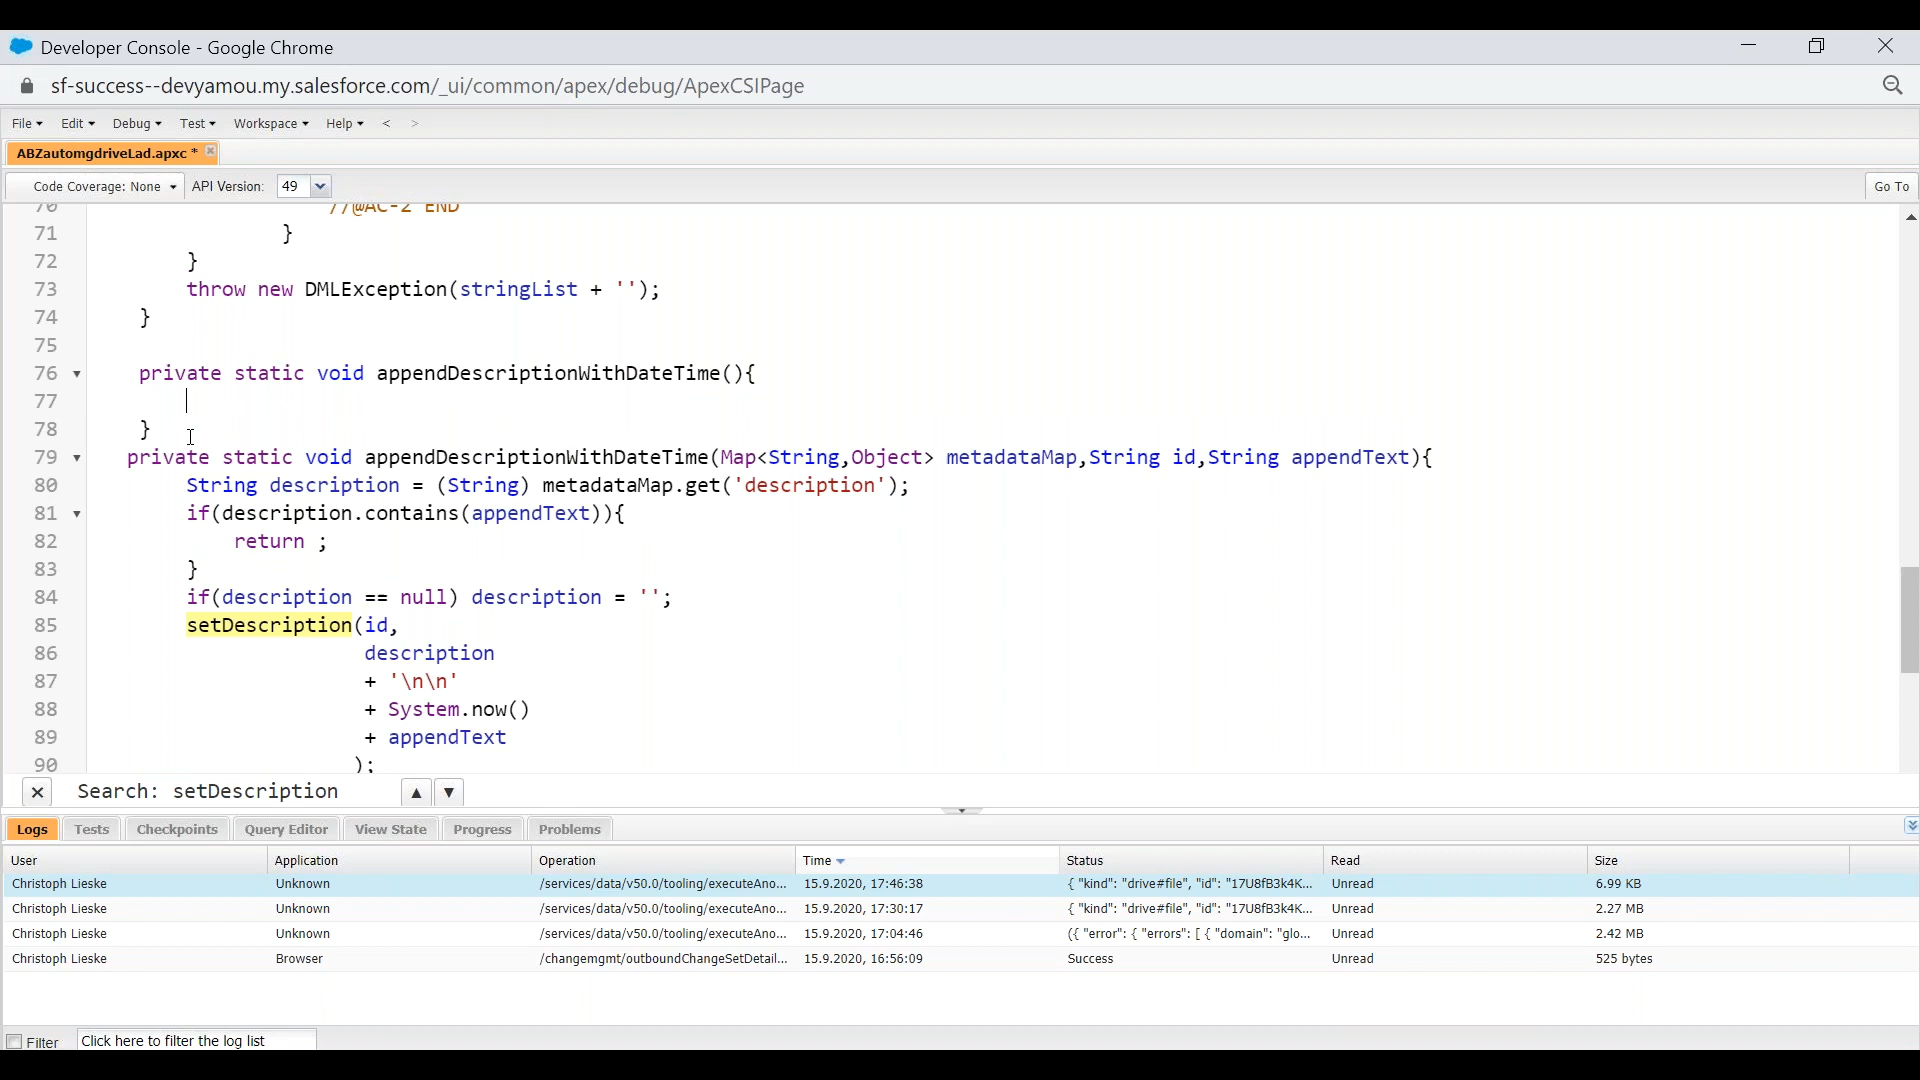 Developer Console - Google Chrome
sf-success--devyamou.my.salesforce.com/_ui/common/apex/debug/ApexCSIPage
File Edit Debug Test Workspace Help < >
ABZautomgdriveLad.apxc *
Code Coverage: None API Version: 49 Go To
70 //@AC-2 END
71 }
72 }
73 throw new DMLException(stringList + '');
74 }
75
76 private static void appendDescriptionWithDateTime(){
77
78 }
79 private static void appendDescriptionWithDateTime(Map<String,Object> metadataMap,String id,String appendText){
80 String description = (String) metadataMap.get('description');
81 if(description.contains(appendText)){
82 return ;
83 }
84 if(description == null) description = '';
85 setDescription(id,
86 description
87 + '\n\n'
88 + System.now()
89 + appendText
90 );
Search: setDescription
Logs Tests Checkpoints Query Editor View State Progress Problems
User Application Operation Time Status Read Size
Christoph Lieske Unknown /services/data/v50.0/tooling/executeAno... 15.9.2020, 17:46:38 { "kind": "drive#file", "id": "17U8fB3k4K... Unread 6.99 KB
Christoph Lieske Unknown /services/data/v50.0/tooling/executeAno... 15.9.2020, 17:30:17 { "kind": "drive#file", "id": "17U8fB3k4K... Unread 2.27 MB
Christoph Lieske Unknown /services/data/v50.0/tooling/executeAno... 15.9.2020, 17:04:46 ({ "error": { "errors": [ { "domain": "glo... Unread 2.42 MB
Christoph Lieske Browser /changemgmt/outboundChangeSetDetail... 15.9.2020, 16:56:09 Success Unread 525 bytes
Filter Click here to filter the log list